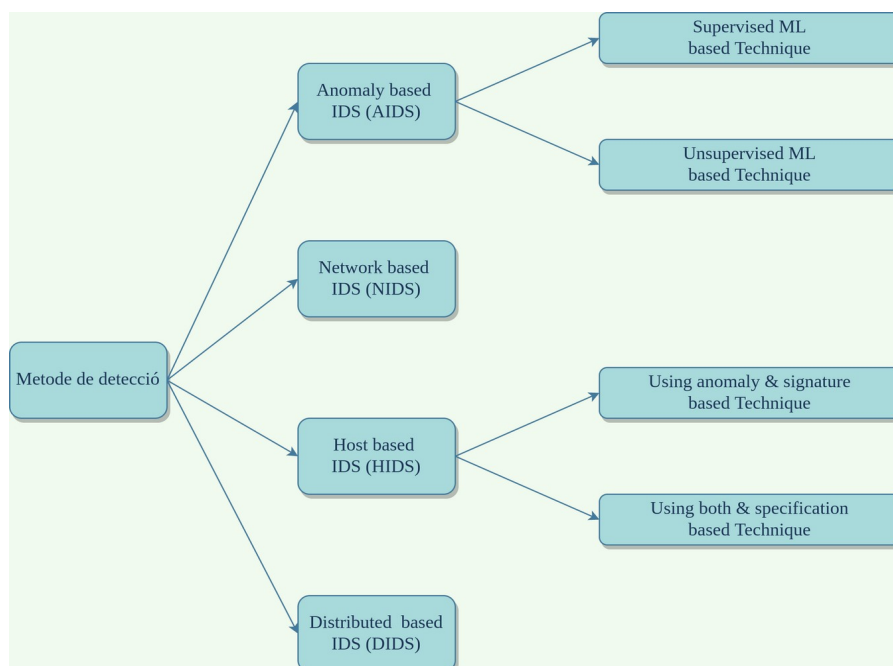 Supervised ML
based Technique
Anomaly based
IDS (AIDS)
Unsupervised ML
based Technique
Network based
IDS (NIDS)
Metode de detecció
Using anomaly & signature
based Technique
Host based
IDS (HIDS)
Using both & specification
based Technique
Distributed based
IDS (DIDS)